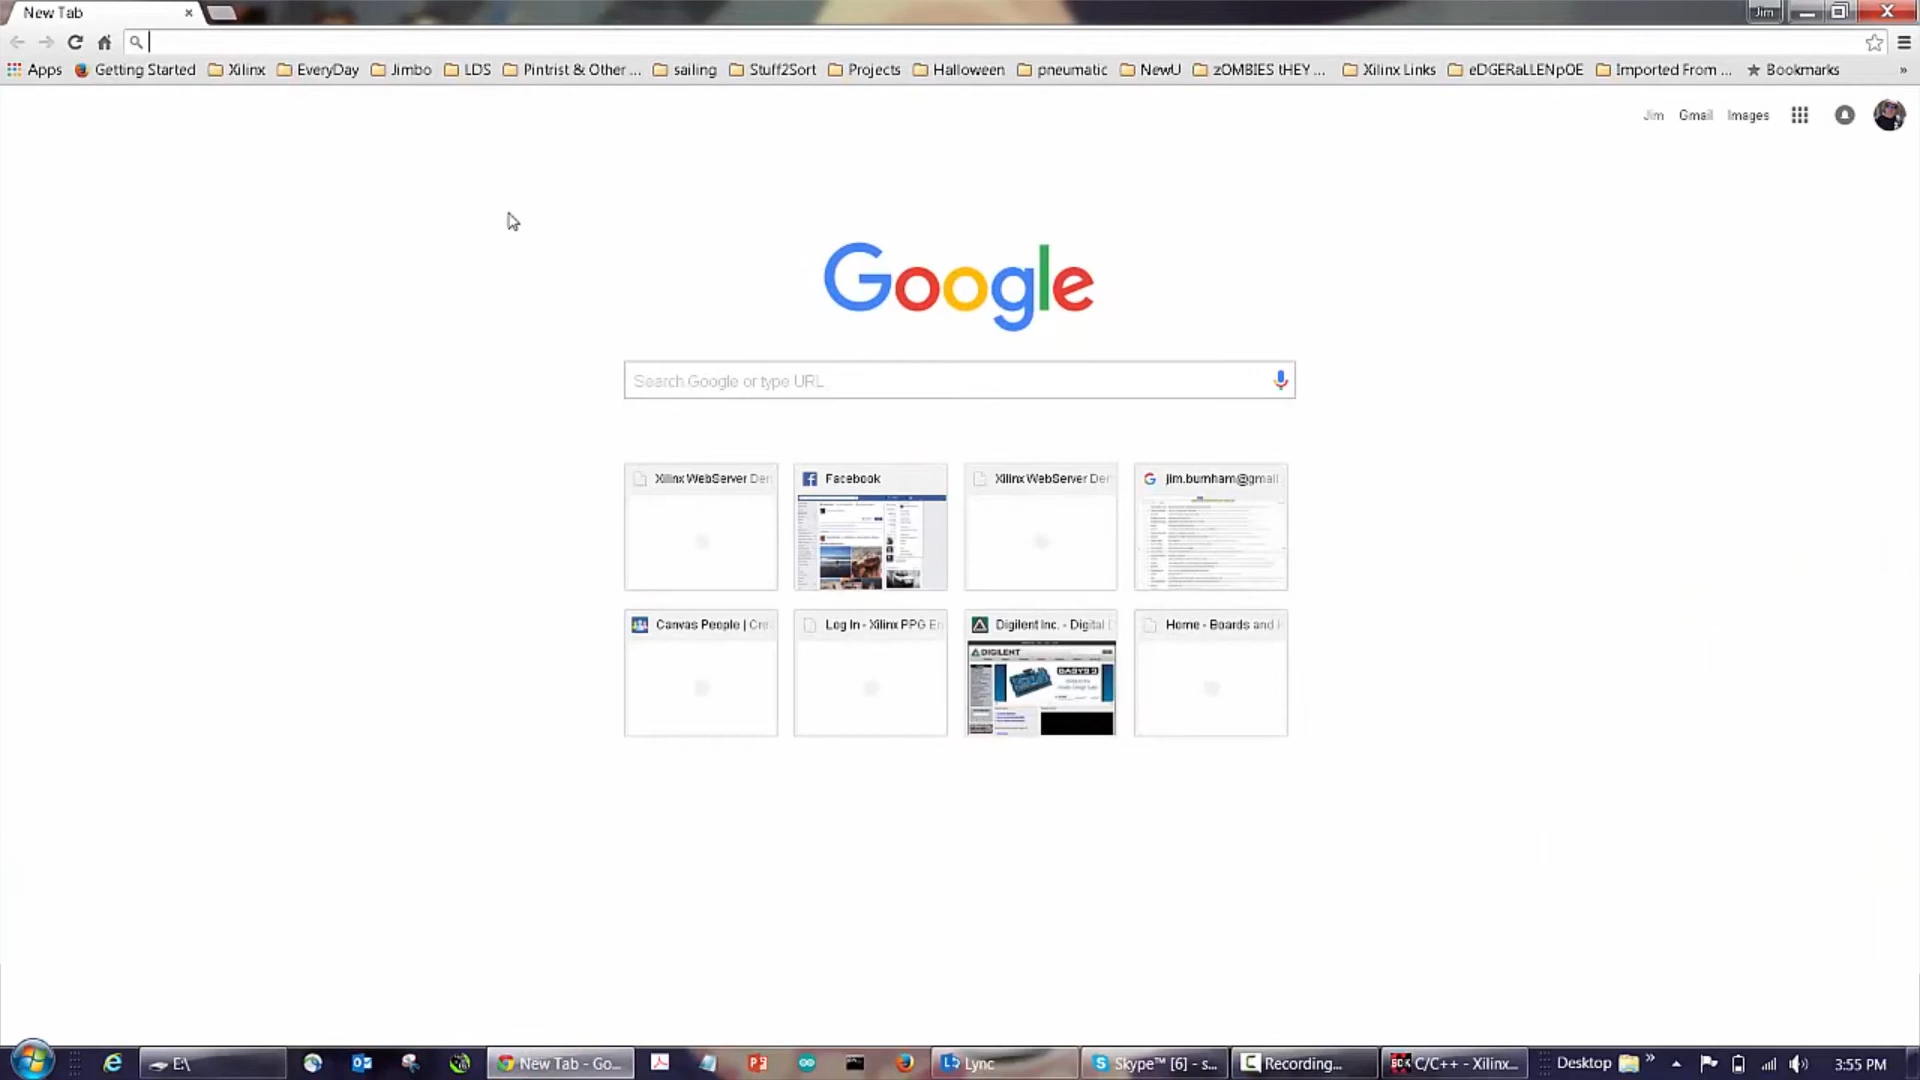 New Tab
Jim
Apps Getting Started Xilinx EveryDay Jimbo LDS Pintrist & Other ... sailing Stuff2Sort Projects Halloween pneumatic NewU zOMBIES tHEY ... Xilinx Links eDGERaLLENpOE Imported From ... Bookmarks »
Jim Gmail Images
Google
Search Google or type URL
Xilinx WebServer Der Facebook Xilinx WebServer Der jim.burnham@gmail
Canvas People | Cre Log In - Xilinx PPG En Digilent Inc. - Digital Home - Boards and
DIGILENT
BASYS 3
E:\ New Tab - Go... Lync Skype™ [6] - s... Recording... SDK C/C++ - Xilinx... Desktop » 3:55 PM